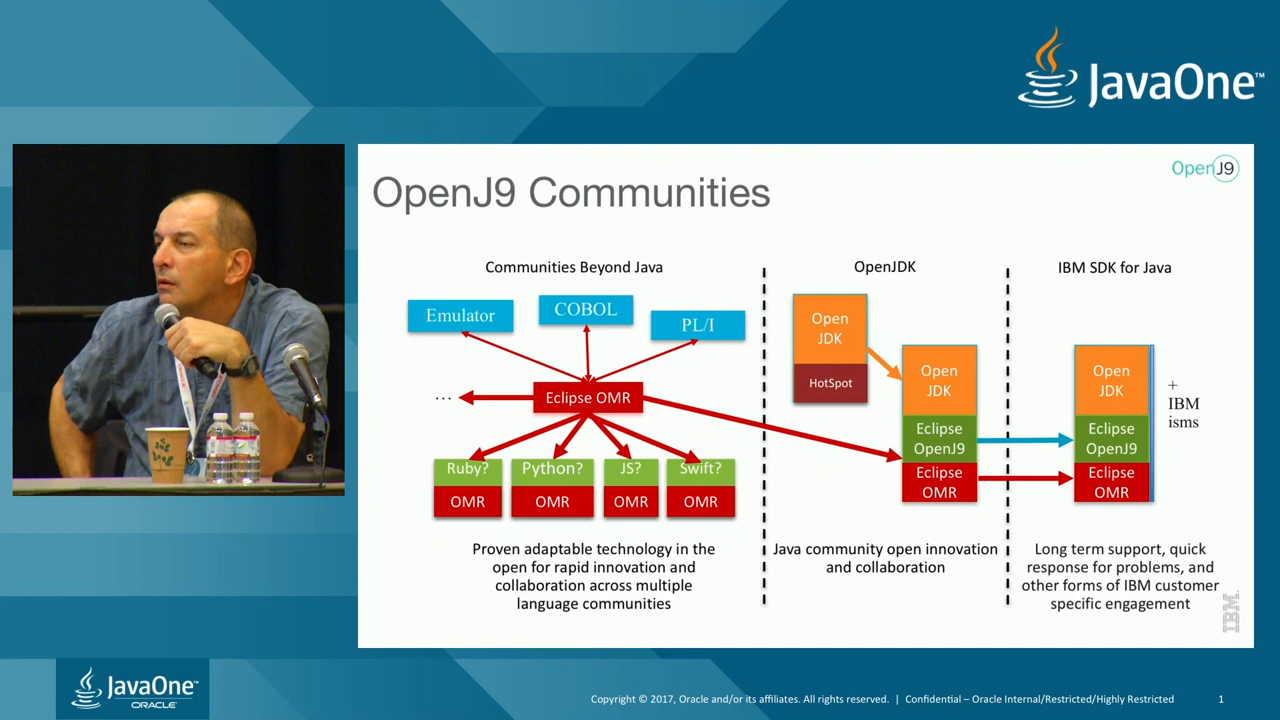 JavaOne™
OpenJ9
OpenJ9 Communities
Communities Beyond Java
Emulator
COBOL
PL/I
Eclipse OMR
...
Ruby?
OMR
Python?
OMR
JS?
OMR
Swift?
OMR
Proven adaptable technology in the
open for rapid innovation and
collaboration across multiple
language communities
OpenJDK
Open
JDK
HotSpot
Open
JDK
Eclipse
OpenJ9
Eclipse
OMR
Java community open innovation
and collaboration
IBM SDK for Java
Open
JDK
Eclipse
OpenJ9
Eclipse
OMR
+
IBM
isms
Long term support, quick
response for problems, and
other forms of IBM customer
specific engagement
IBM
JavaOne™
ORACLE
Copyright © 2017, Oracle and/or its affiliates. All rights reserved. | Confidential – Oracle Internal/Restricted/Highly Restricted
1